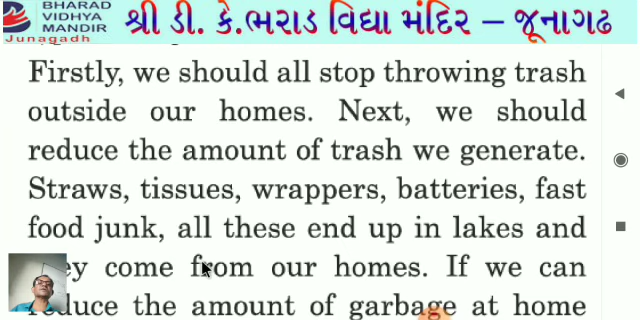 BHARAD
VIDHYA
MANDIR
Junagadh
શ્રી ડી. કે.ભરાડ વિદ્યા મંદિર – જૂનાગઢ
Firstly, we should all stop throwing trash
outside our homes. Next, we should
reduce the amount of trash we generate.
Straws, tissues, wrappers, batteries, fast
food junk, all these end up in lakes and
come from our homes. If we can
the amount of garbage at home